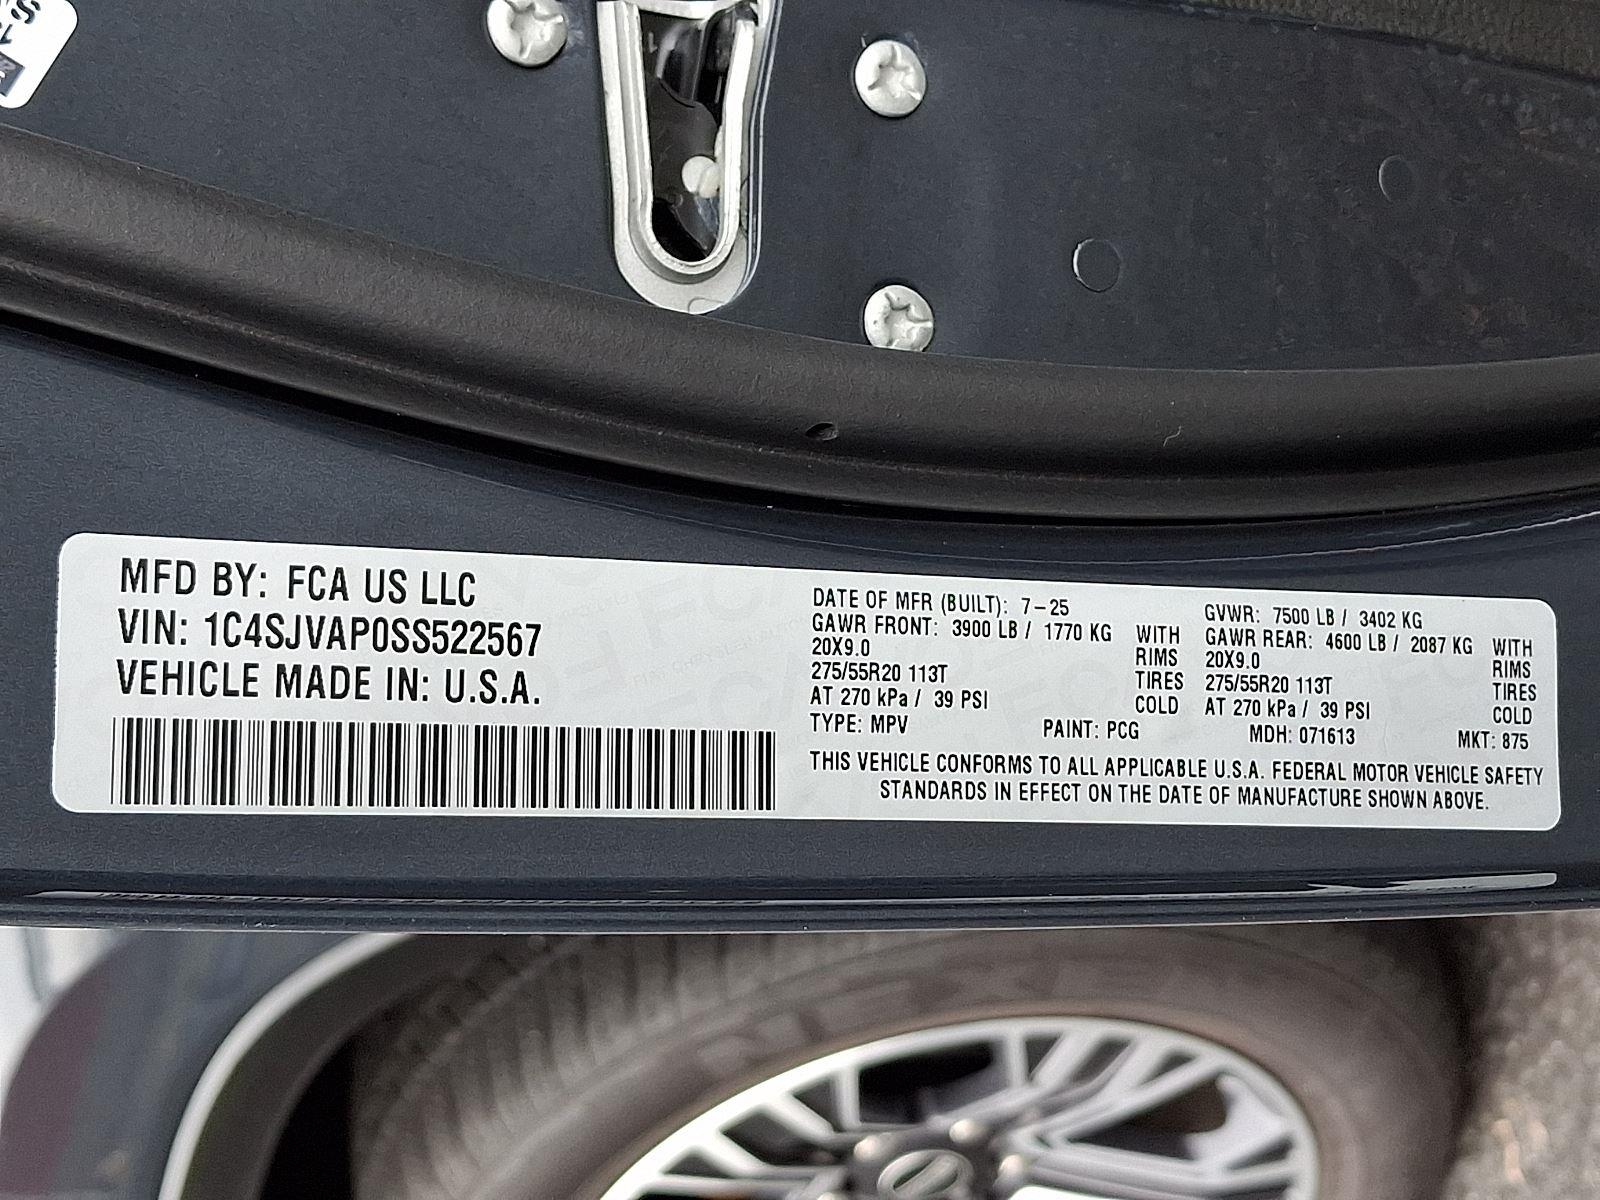 MFD BY: FCA US LLC
VIN: 1C4SJVAP0SS522567
VEHICLE MADE IN: U.S.A.
DATE OF MFR (BUILT): 7-25
GAWR FRONT: 3900 LB / 1770 KG WITH
20X9.0 RIMS
275/55R20 113T TIRES
AT 270 kPa / 39 PSI COLD
GVWR: 7500 LB / 3402 KG
GAWR REAR: 4600 LB / 2087 KG WITH
20X9.0 RIMS
275/55R20 113T TIRES
AT 270 kPa / 39 PSI COLD
TYPE: MPV PAINT: PCG MDH: 071613 MKT: 875
THIS VEHICLE CONFORMS TO ALL APPLICABLE U.S.A. FEDERAL MOTOR VEHICLE SAFETY
STANDARDS IN EFFECT ON THE DATE OF MANUFACTURE SHOWN ABOVE.